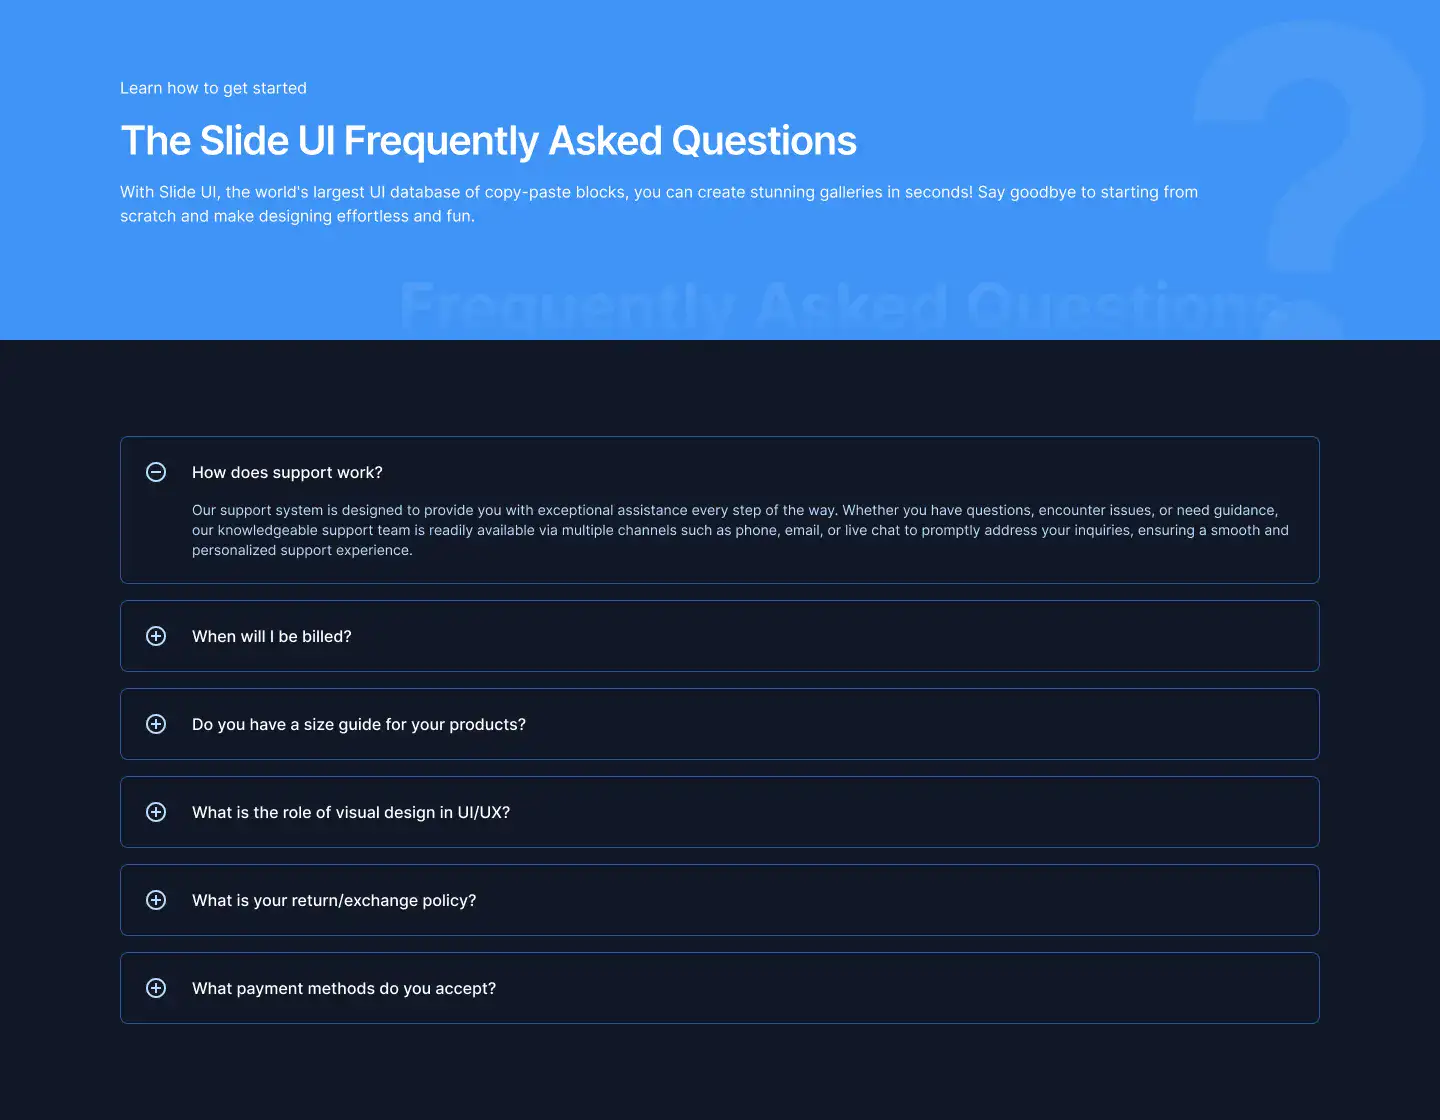 Learn how to get started
The Slide UI Frequently Asked Questions
With Slide UI, the world's largest UI database of copy-paste blocks, you can create stunning galleries in seconds! Say goodbye to starting from
scratch and make designing effortless and fun.
?
Frequently Asked Questions
How does support work?
Our support system is designed to provide you with exceptional assistance every step of the way. Whether you have questions, encounter issues, or need guidance,
our knowledgeable support team is readily available via multiple channels such as phone, email, or live chat to promptly address your inquiries, ensuring a smooth and
personalized support experience.
When will I be billed?
Do you have a size guide for your products?
What is the role of visual design in UI/UX?
What is your return/exchange policy?
What payment methods do you accept?